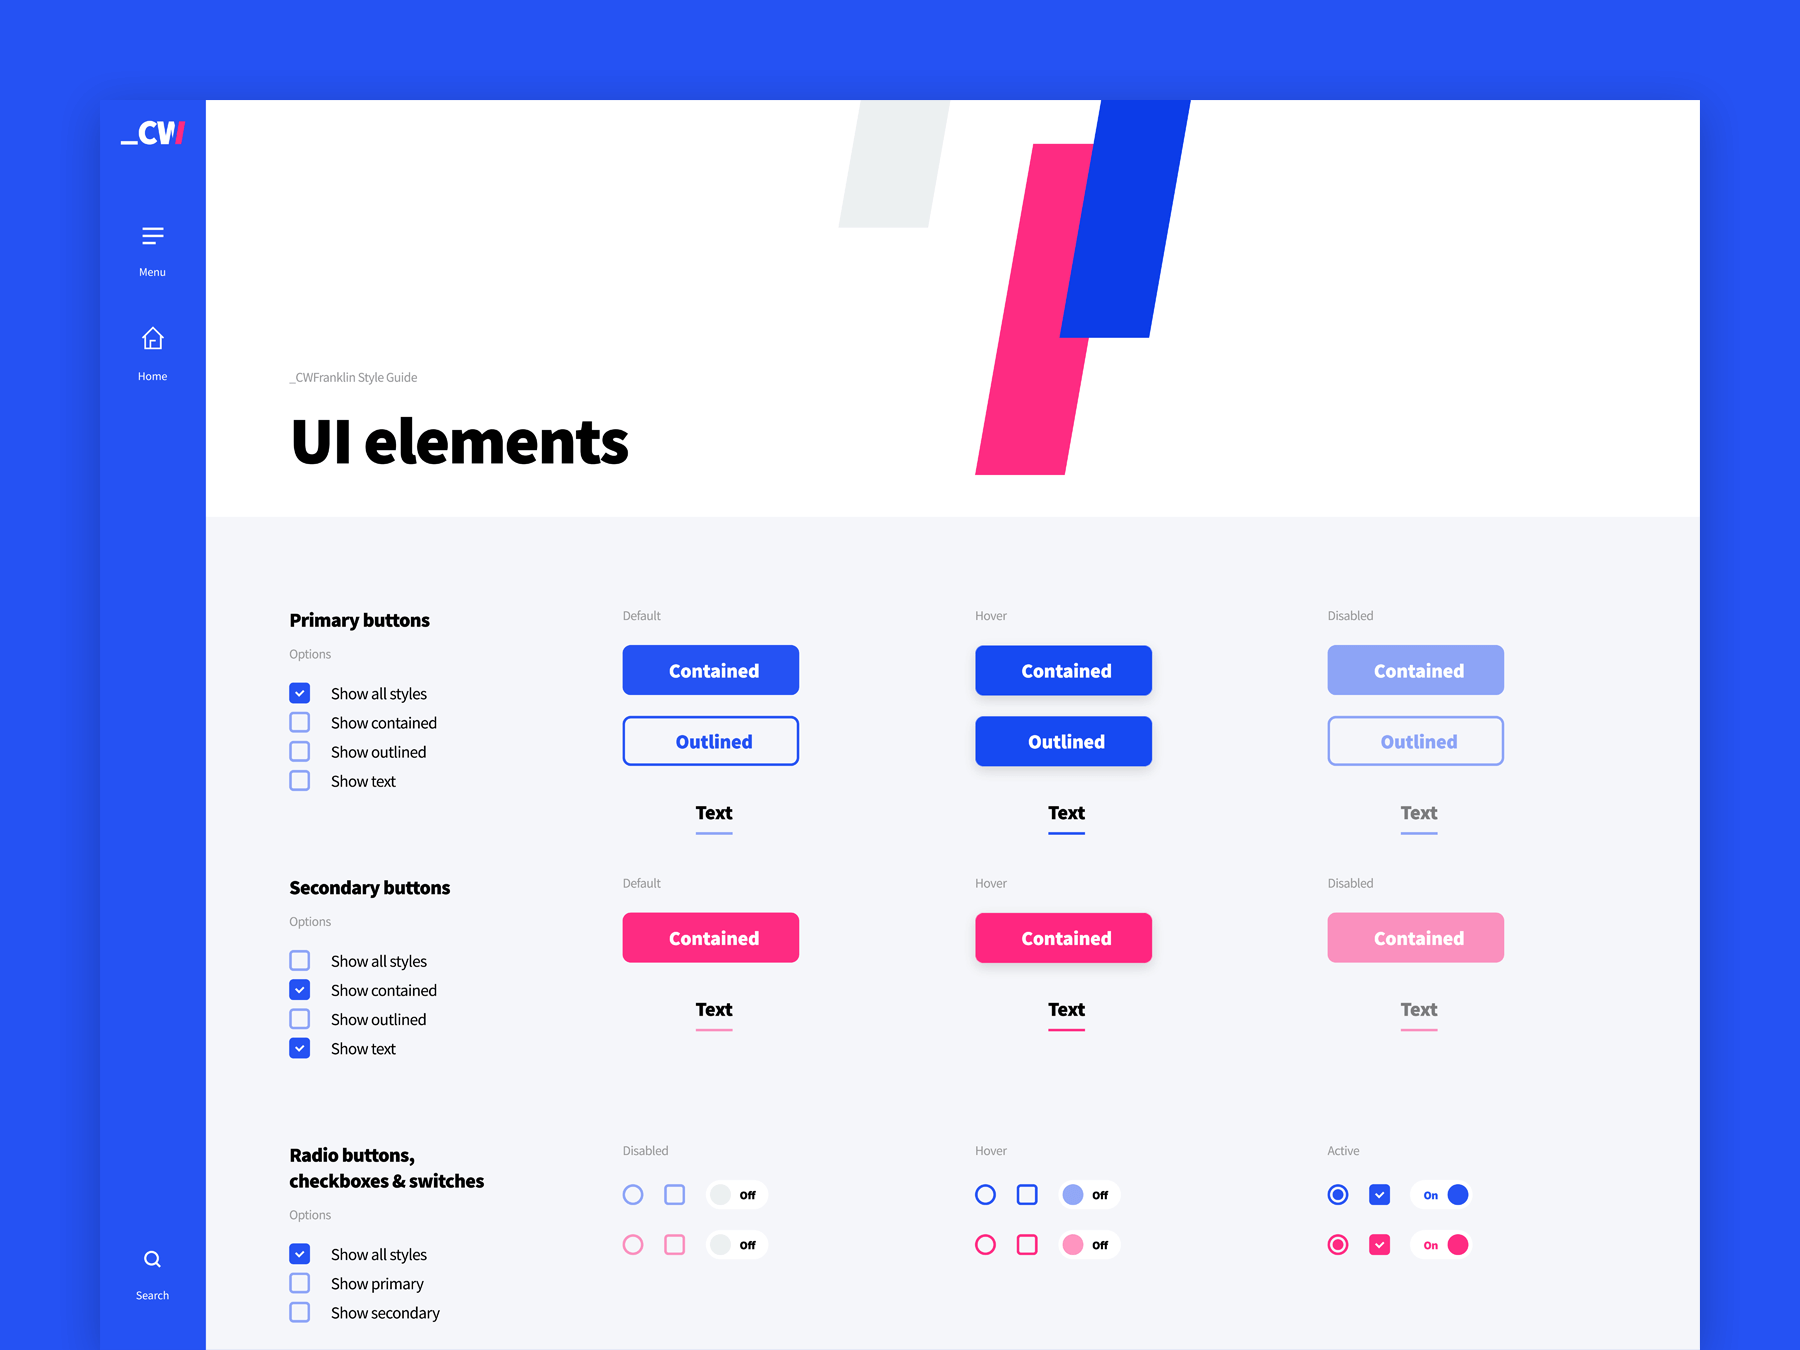 _CW
Menu
Home
_CWFranklin Style Guide
UI elements
Primary buttons
Options
Show all styles
Show contained
Show outlined
Show text
Default
Hover
Disabled
Contained
Contained
Contained
Outlined
Outlined
Outlined
Text
Text
Text
Secondary buttons
Options
Show all styles
Show contained
Show outlined
Show text
Default
Hover
Disabled
Contained
Contained
Contained
Text
Text
Text
Radio buttons,
checkboxes & switches
Options
Show all styles
Show primary
Show secondary
Disabled
Hover
Active
Off
Off
On
Off
Off
On
Search